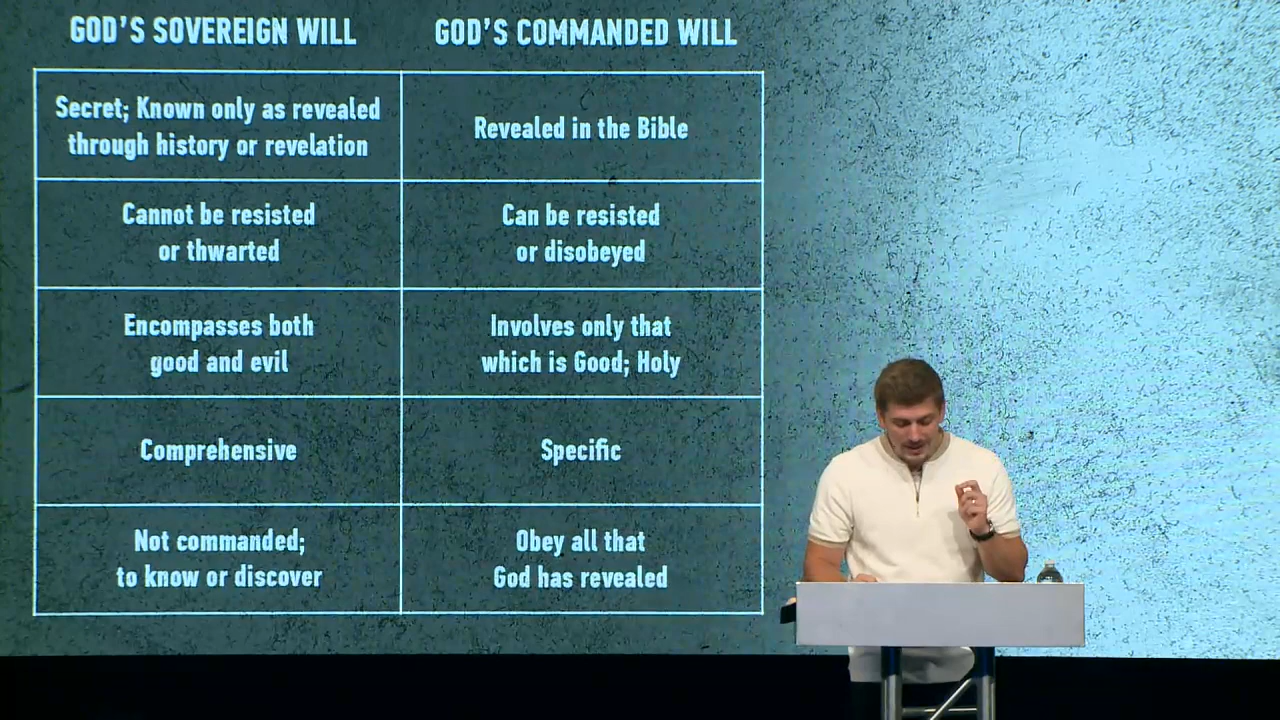 GOD'S SOVEREIGN WILL
GOD'S COMMANDED WILL
Secret; Known only as revealed
through history or revelation
Revealed in the Bible
Cannot be resisted
or thwarted
Can be resisted
or disobeyed
Encompasses both
good and evil
Involves only that
which is Good; Holy
Comprehensive
Specific
Not commanded;
to know or discover
Obey all that
God has revealed